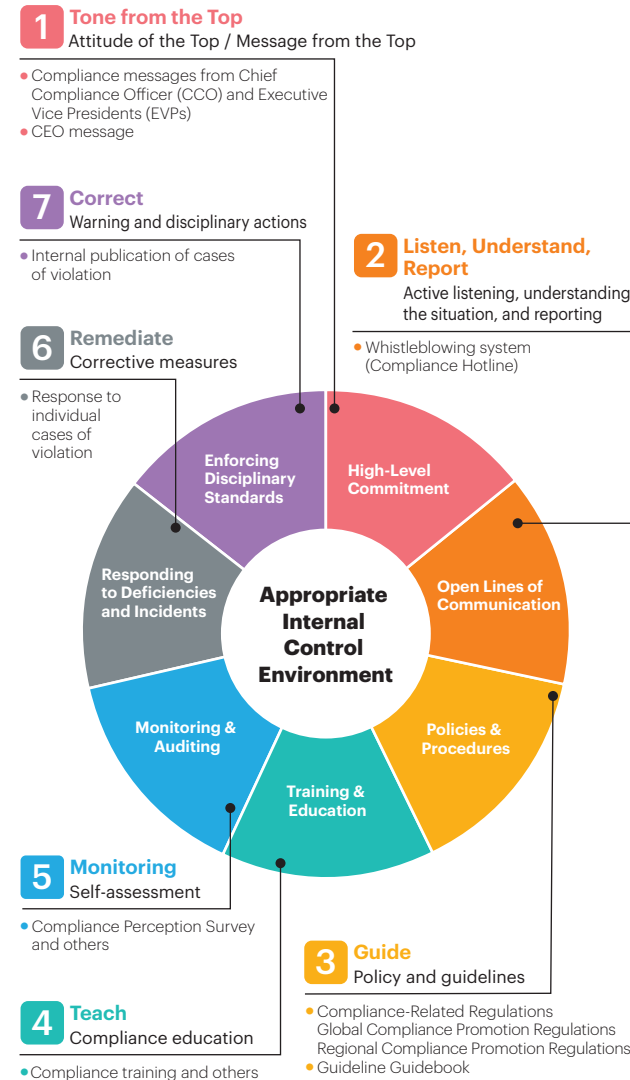 1
Tone from the Top
Attitude of the Top / Message from the Top
• Compliance messages from Chief
Compliance Officer (CCO) and Executive
Vice Presidents (EVPs)
• CEO message
7
Correct
Warning and disciplinary actions
• Internal publication of cases
of violation
2
Listen, Understand,
Report
Active listening, understanding
the situation, and reporting
• Whistleblowing system
(Compliance Hotline)
6
Remediate
Corrective measures
• Response to
individual
cases of
violation
Enforcing
Disciplinary
Standards
High-Level
Commitment
Responding
to Deficiencies
and Incidents
Appropriate
Internal
Control
Environment
Open Lines of
Communication
Monitoring &
Auditing
Policies &
Procedures
Training &
Education
5
Monitoring
Self-assessment
• Compliance Perception Survey
and others
3
Guide
Policy and guidelines
• Compliance-Related Regulations
Global Compliance Promotion Regulations
Regional Compliance Promotion Regulations
• Guideline Guidebook
4
Teach
Compliance education
• Compliance training and others